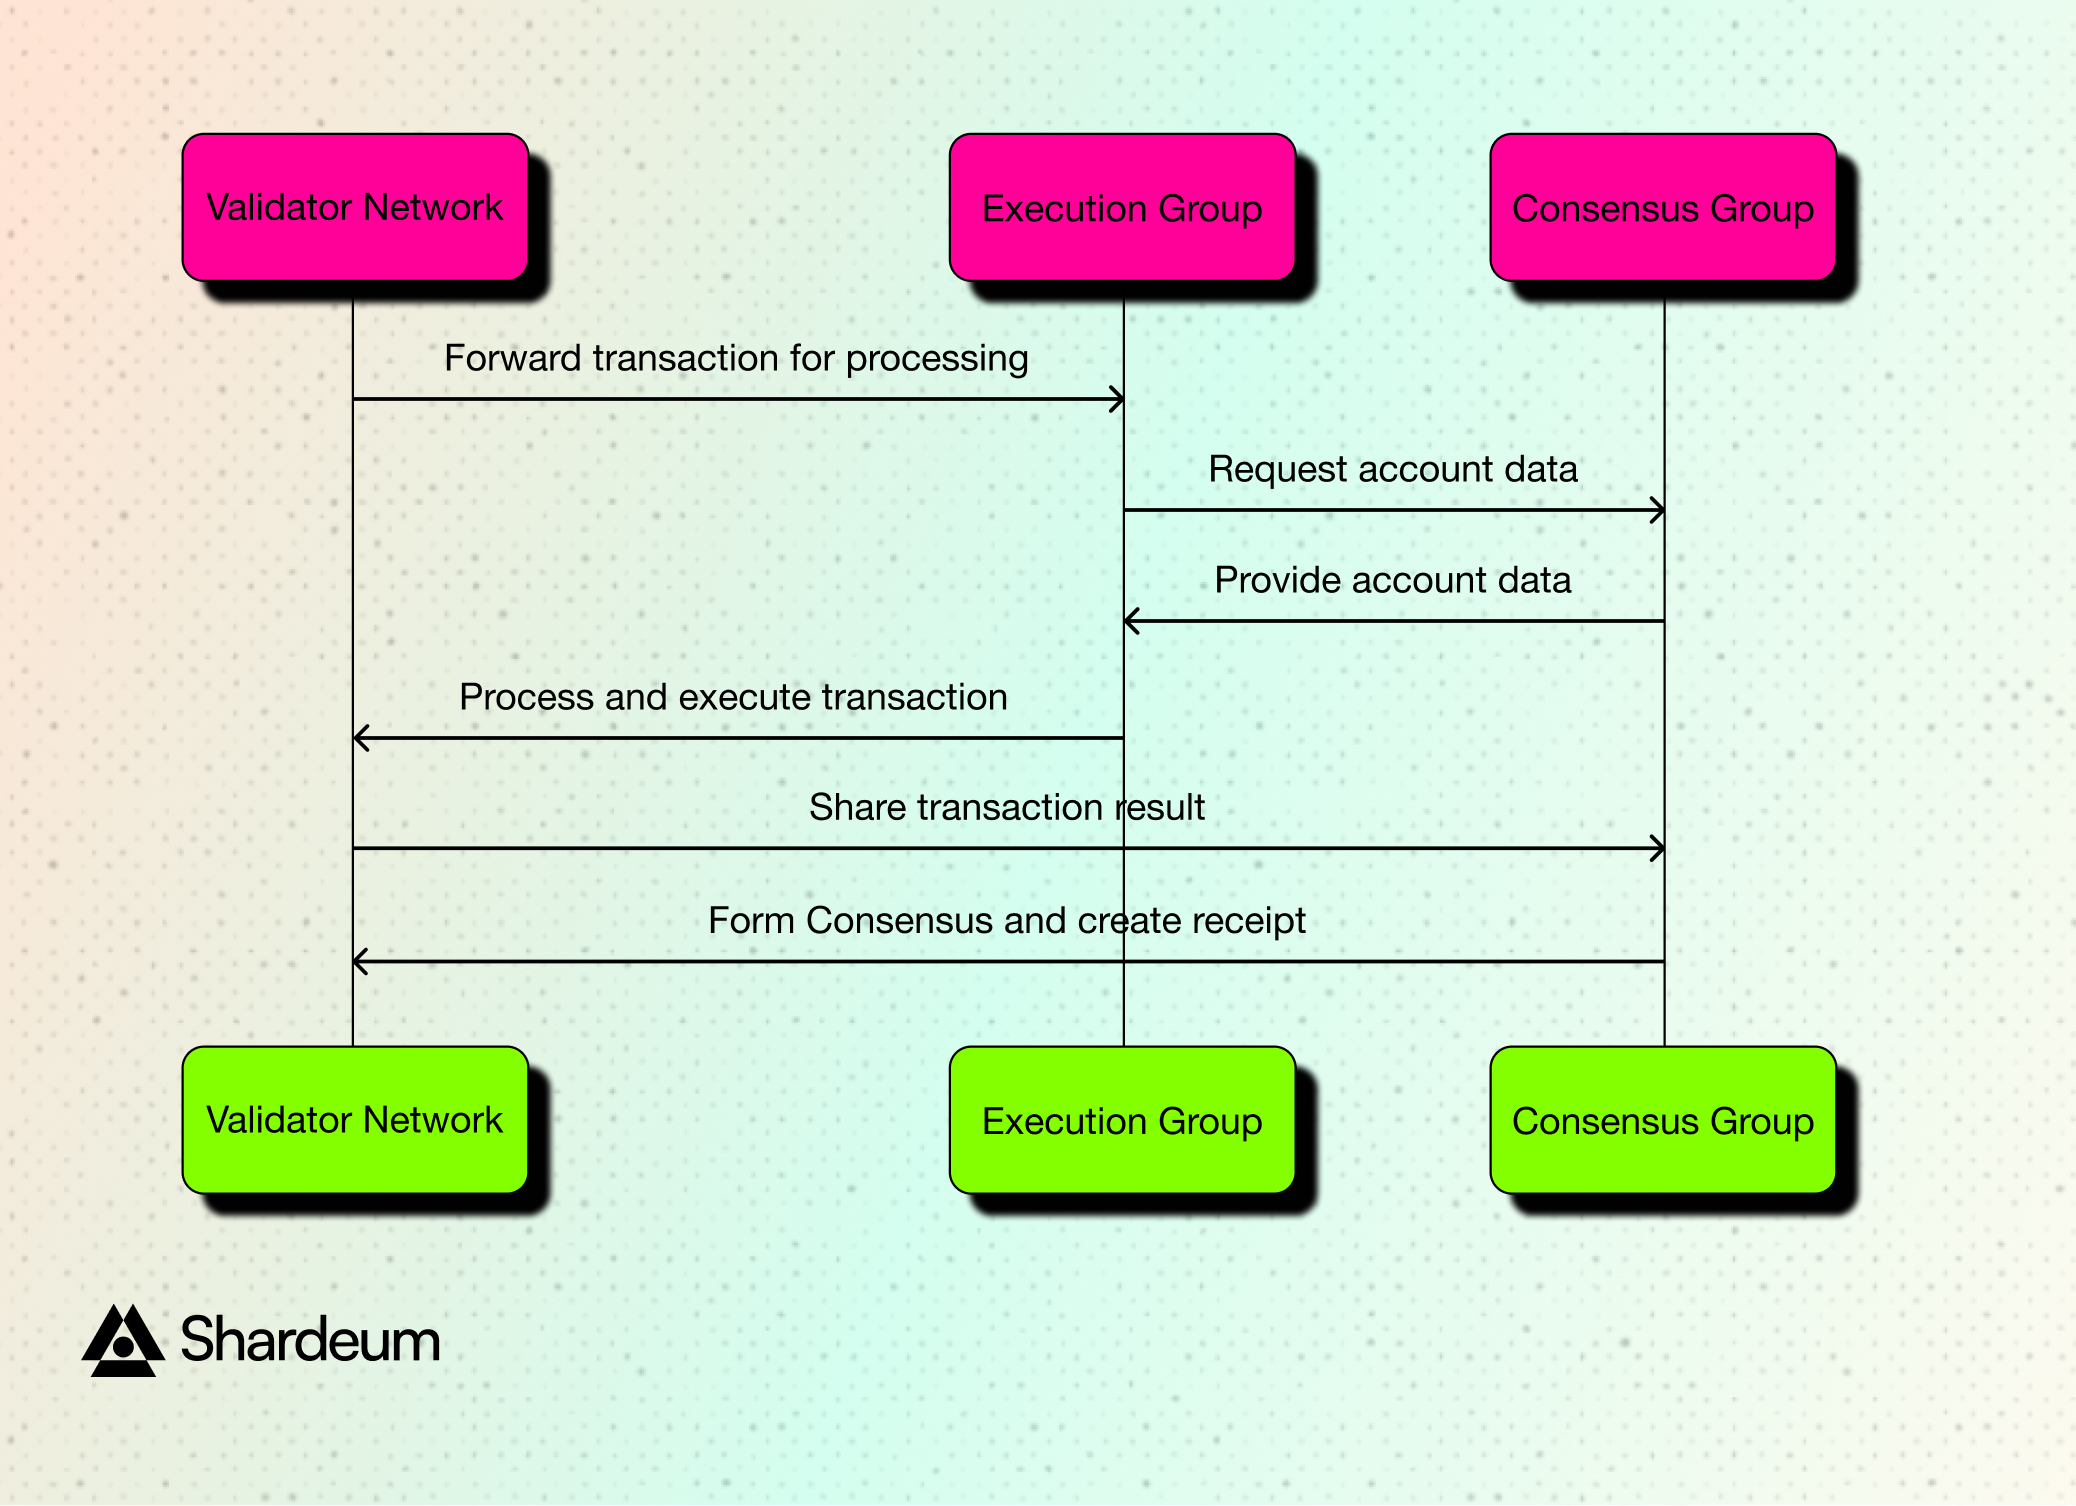 Validator Network
Execution Group
Consensus Group
Forward transaction for processing
Request account data
Provide account data
Process and execute transaction
Share transaction result
Form Consensus and create receipt
Validator Network
Execution Group
Consensus Group
Shardeum